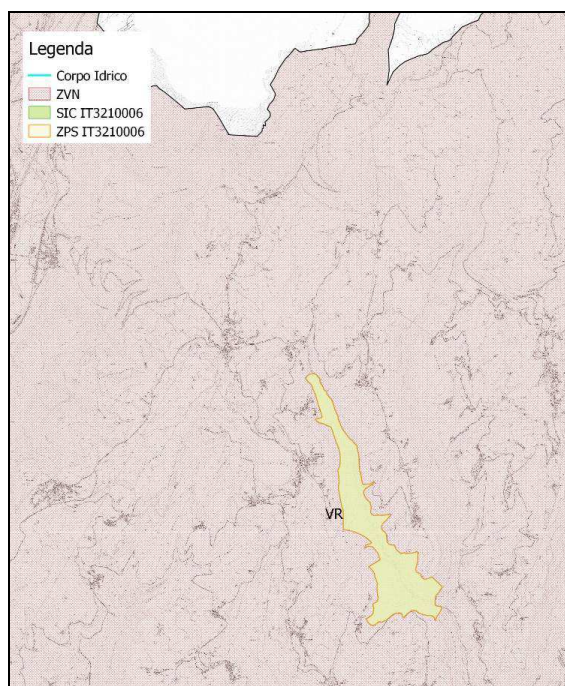 Legenda
Corpo Idrico
ZVN
SIC IT3210006
ZPS IT3210006
VR